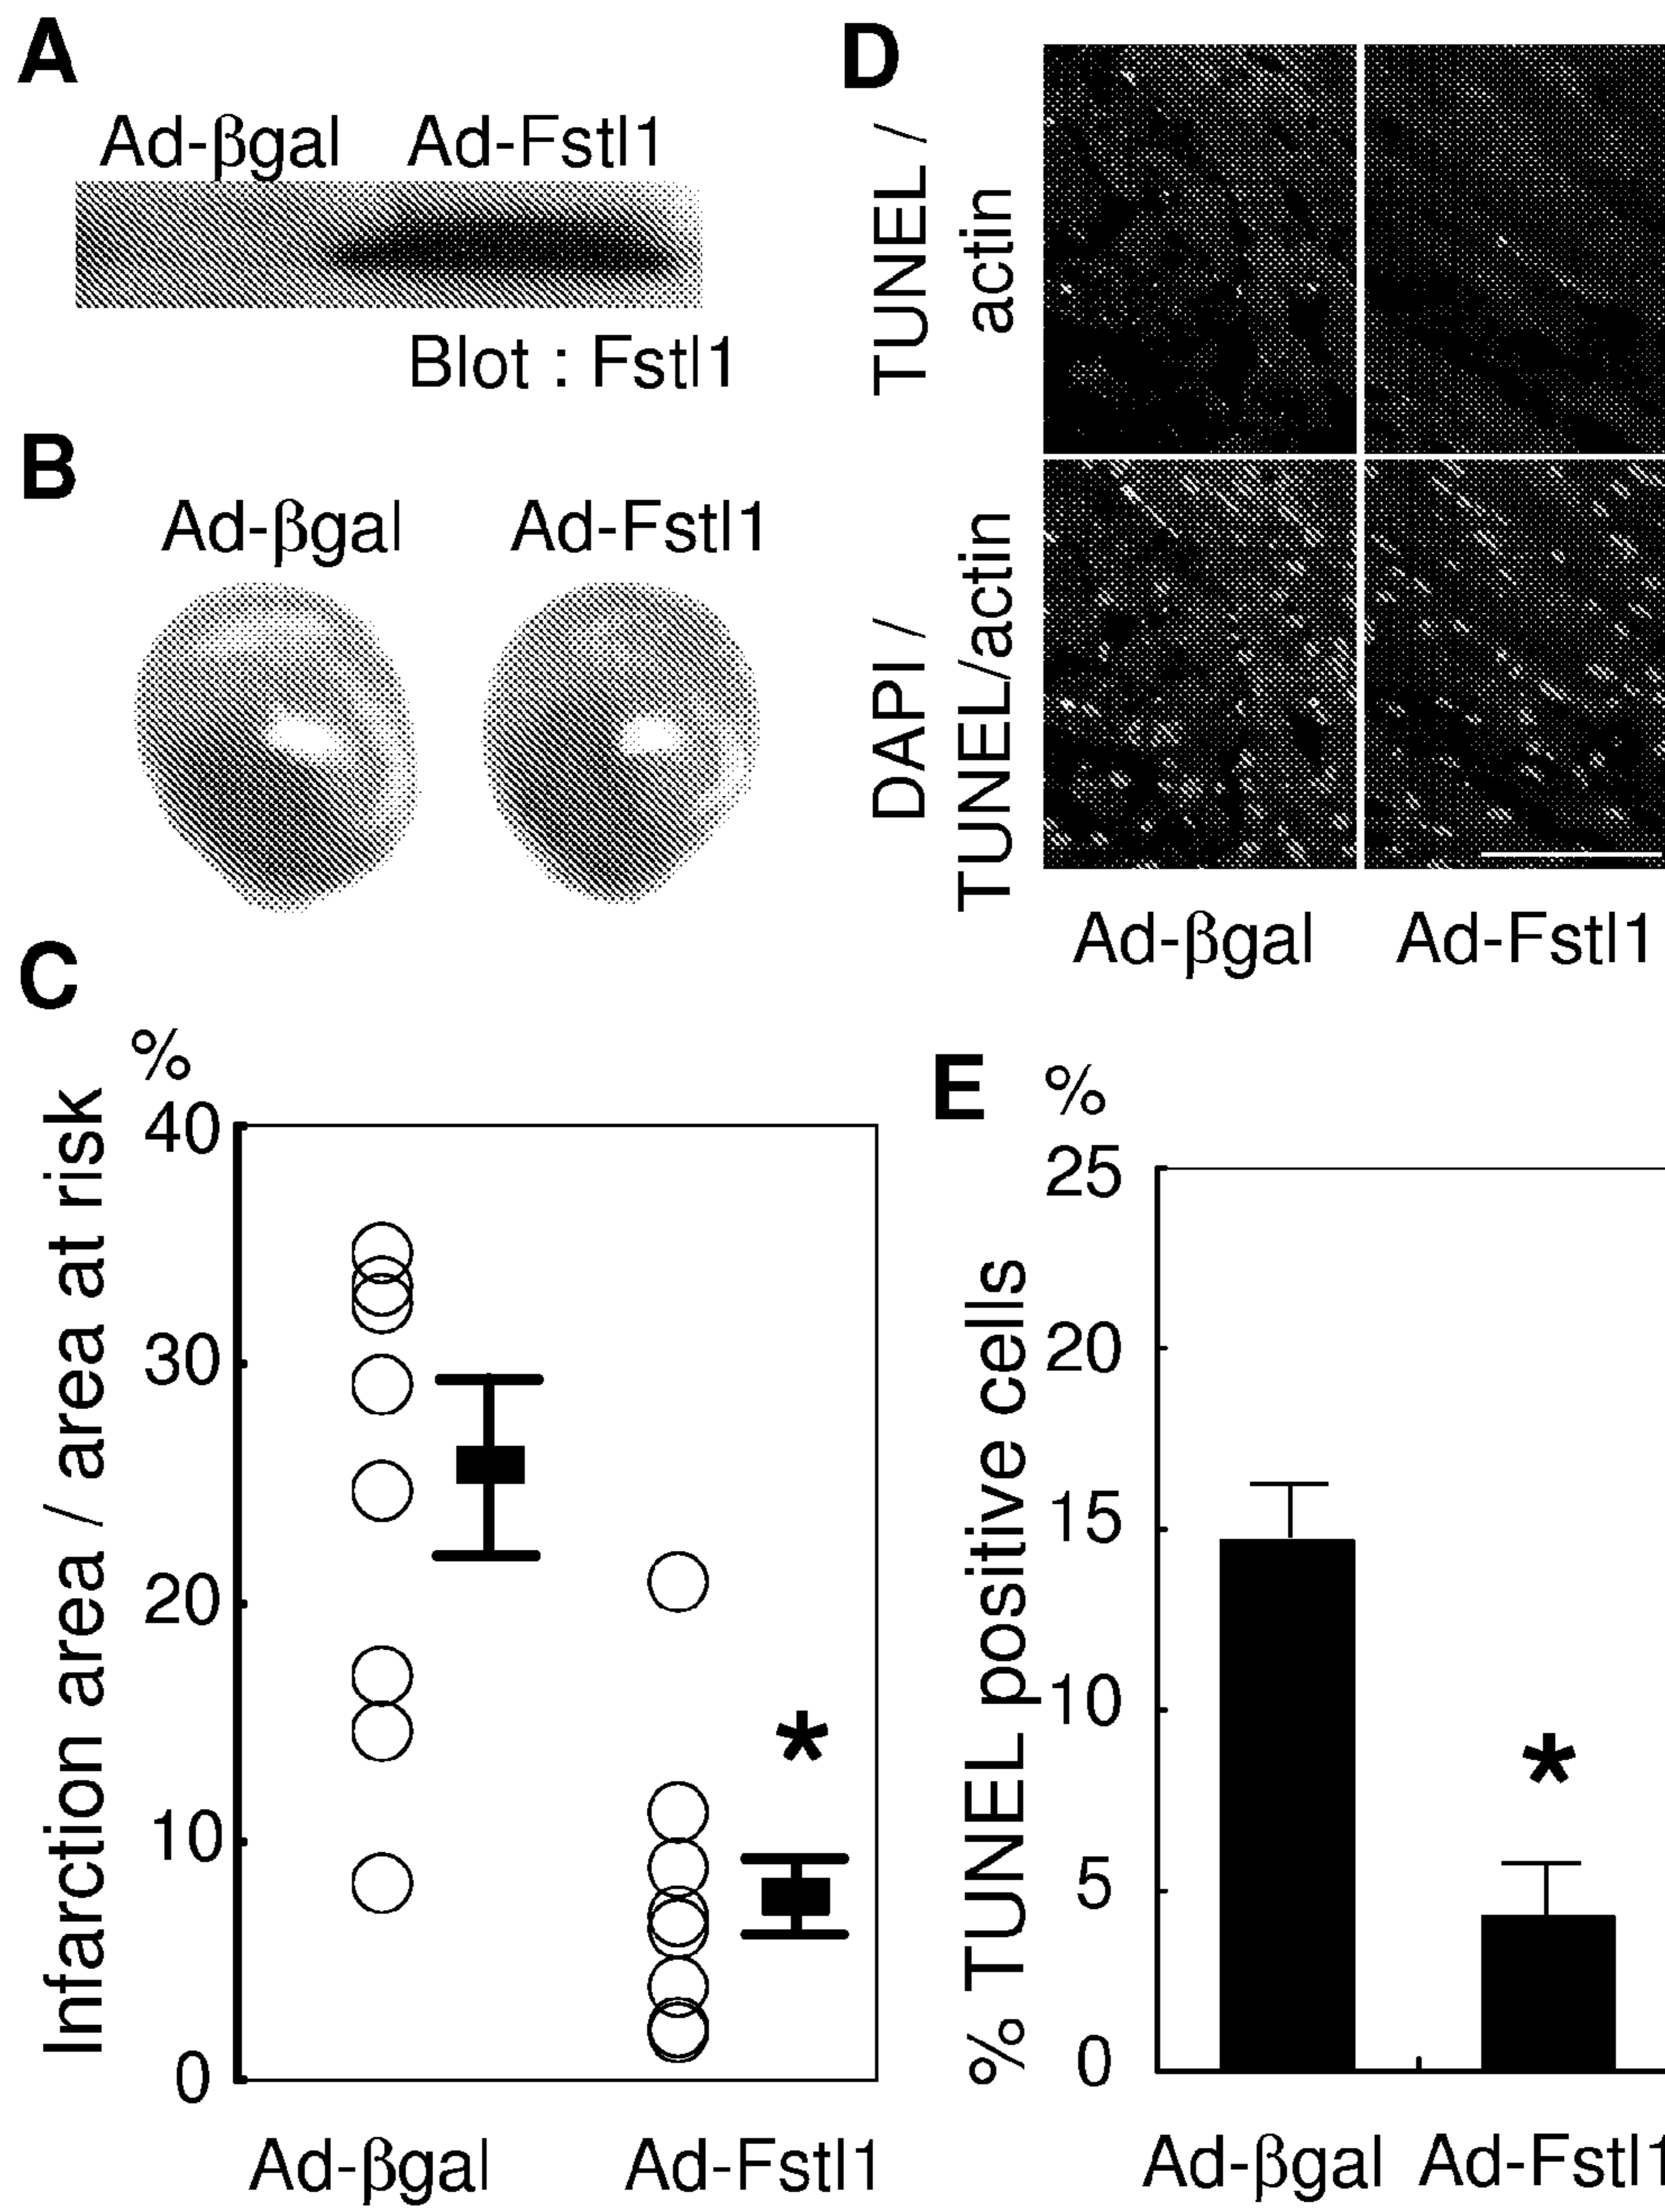 A
Ad-βgal Ad-Fstl1
Blot : Fstl1
B
Ad-βgal Ad-Fstl1
C
%
Infarction area / area at risk
40
30
20
10
0
*
Ad-βgal Ad-Fstl1
D
TUNEL /
actin
DAPI /
TUNEL/actin
Ad-βgal Ad-Fstl1
E
%
% TUNEL positive cells
25
20
15
10
5
0
*
Ad-βgal Ad-Fstl1